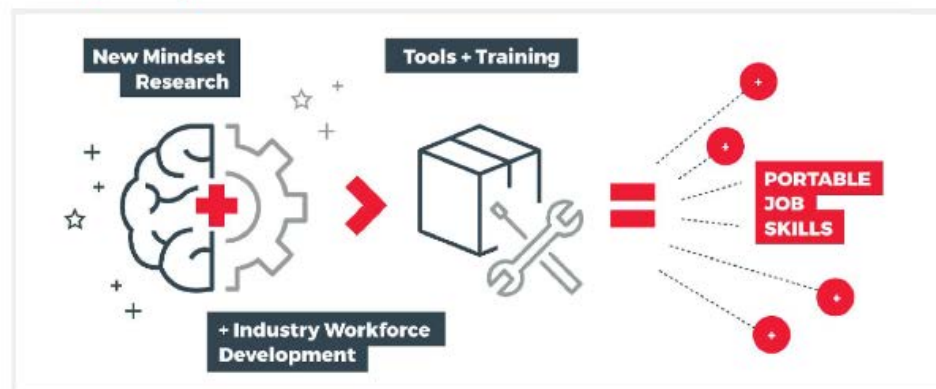 New Mindset
Research
Tools + Training
+ Industry Workforce
Development
PORTABLE
JOB
SKILLS